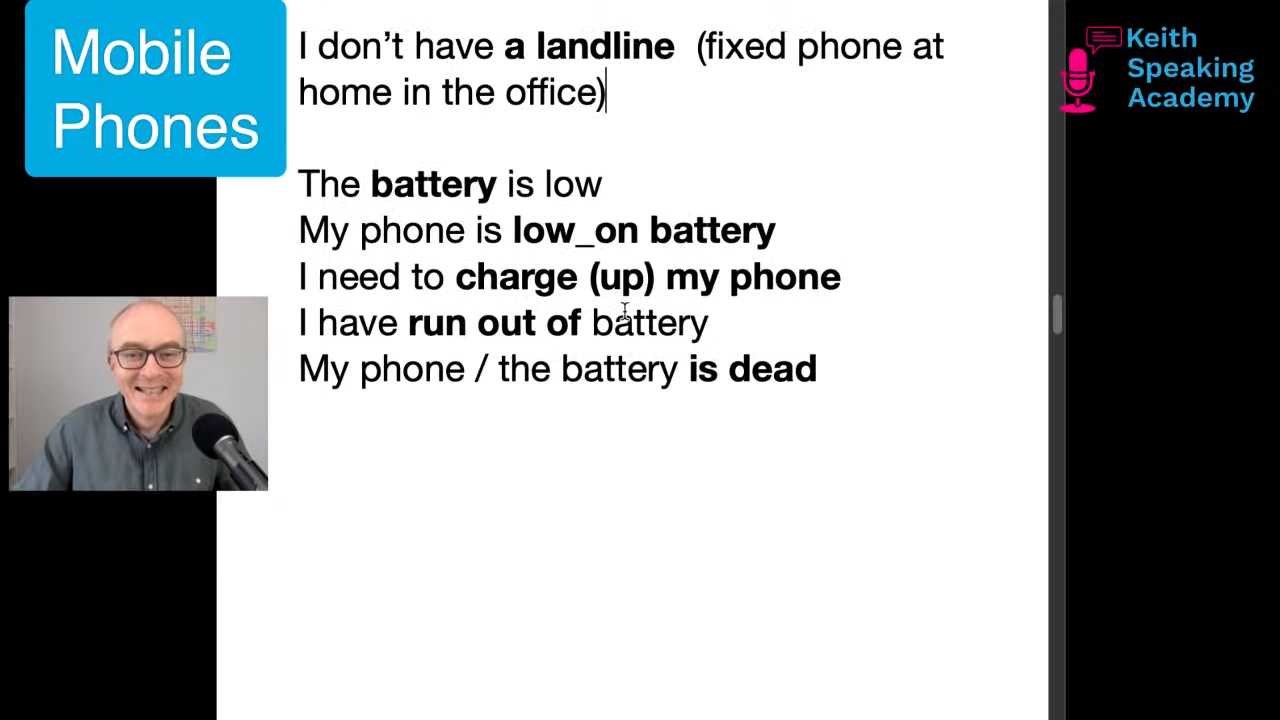 Mobile
Phones
I don’t have a landline (fixed phone at
home in the office)
The battery is low
My phone is low_on battery
I need to charge (up) my phone
I have run out of battery
My phone / the battery is dead
Keith
Speaking
Academy